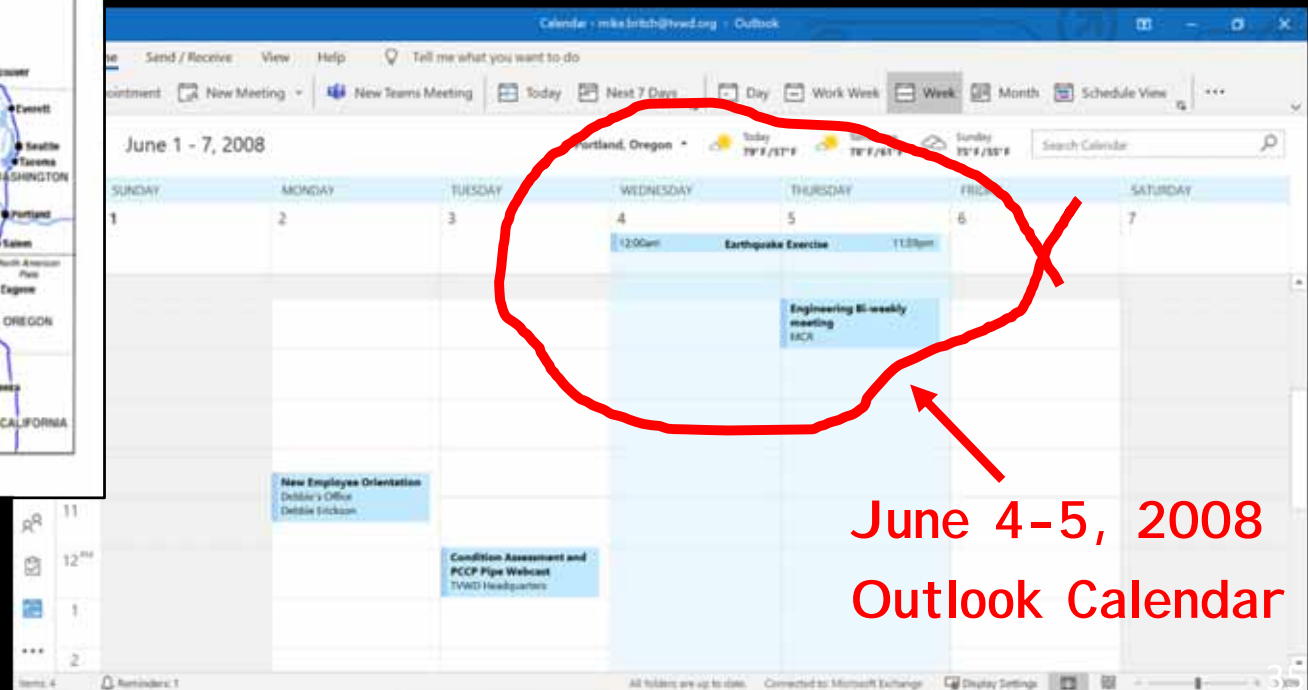 Calendar - mike.britch@tvwd.org - Outlook
Send / Receive View Help Tell me what you want to do
New Meeting New Teams Meeting Today Next 7 Days Day Work Week Week Month Schedule View ...
June 1 - 7, 2008
Portland, Oregon Today Sunday Search Calendar
SUNDAY MONDAY TUESDAY WEDNESDAY THURSDAY SATURDAY
1 2 3 4 5 6 7
12:00am Earthquake Exercise 11:59pm
Engineering Bi-weekly
meeting
MCR
New Employee Orientation
Debbie's Office
Debbie Erickson
Condition Assessment and
PCCP Pipe Webcast
TVWD Headquarters
11
12 PM
1
2
Everett
Seattle
Tacoma
Portland
Salem
North American
Plate
Eugene
OREGON
CALIFORNIA
June 4-5, 2008
Outlook Calendar
Items: 4 Reminders: 1 All folders are up to date. Connected to: Microsoft Exchange Display Settings